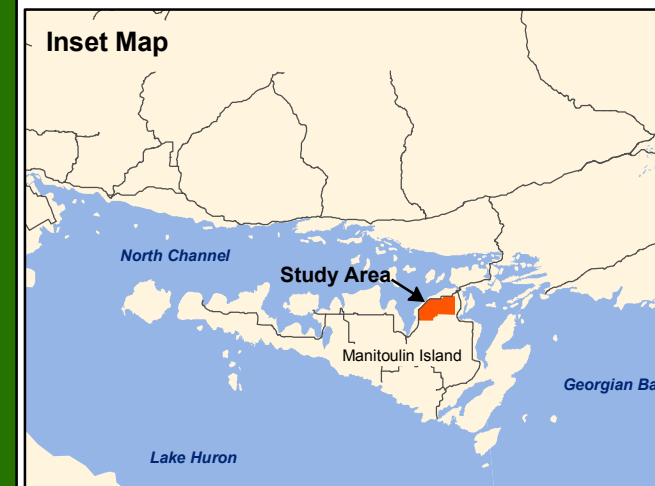 Inset Map
North Channel
Study Area
Manitoulin Island
Georgian Ba
Lake Huron